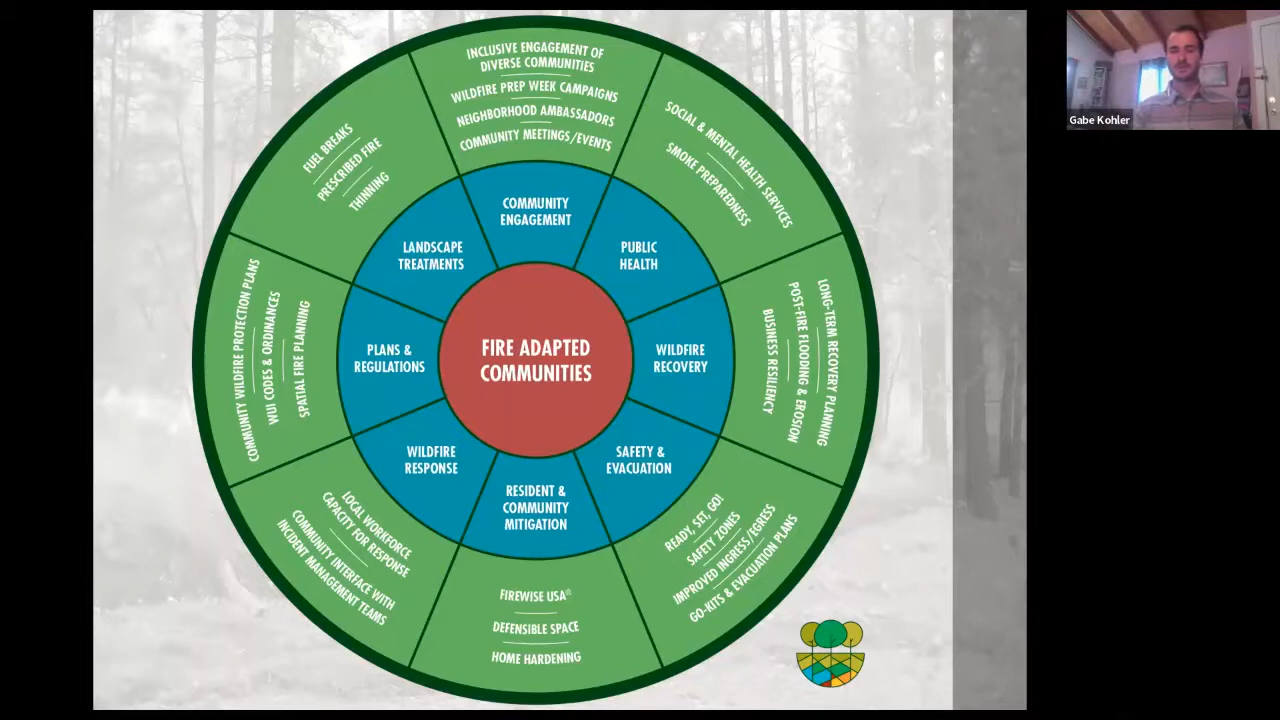 INCLUSIVE ENGAGEMENT OF
DIVERSE COMMUNITIES
WILDFIRE PREP WEEK CAMPAIGNS
NEIGHBORHOOD AMBASSADORS
COMMUNITY MEETINGS/EVENTS
SOCIAL & MENTAL HEALTH SERVICES
SMOKE PREPAREDNESS
LONG-TERM RECOVERY PLANNING
POST-FIRE FLOODING & EROSION
BUSINESS RESILIENCY
READY, SET, GO!
SAFETY ZONES
IMPROVED INGRESS/EGRESS
GO-KITS & EVACUATION PLANS
FIREWISE USA®
DEFENSIBLE SPACE
HOME HARDENING
LOCAL WORKFORCE
CAPACITY FOR RESPONSE
COMMUNITY INTERFACE WITH
INCIDENT MANAGEMENT TEAMS
COMMUNITY WILDFIRE PROTECTION PLANS
WUI CODES & ORDINANCES
SPATIAL FIRE PLANNING
FUEL BREAKS
PRESCRIBED FIRE
THINNING
COMMUNITY
ENGAGEMENT
PUBLIC
HEALTH
WILDFIRE
RECOVERY
SAFETY &
EVACUATION
RESIDENT &
COMMUNITY
MITIGATION
WILDFIRE
RESPONSE
PLANS &
REGULATIONS
LANDSCAPE
TREATMENTS
FIRE ADAPTED
COMMUNITIES
Gabe Kohler